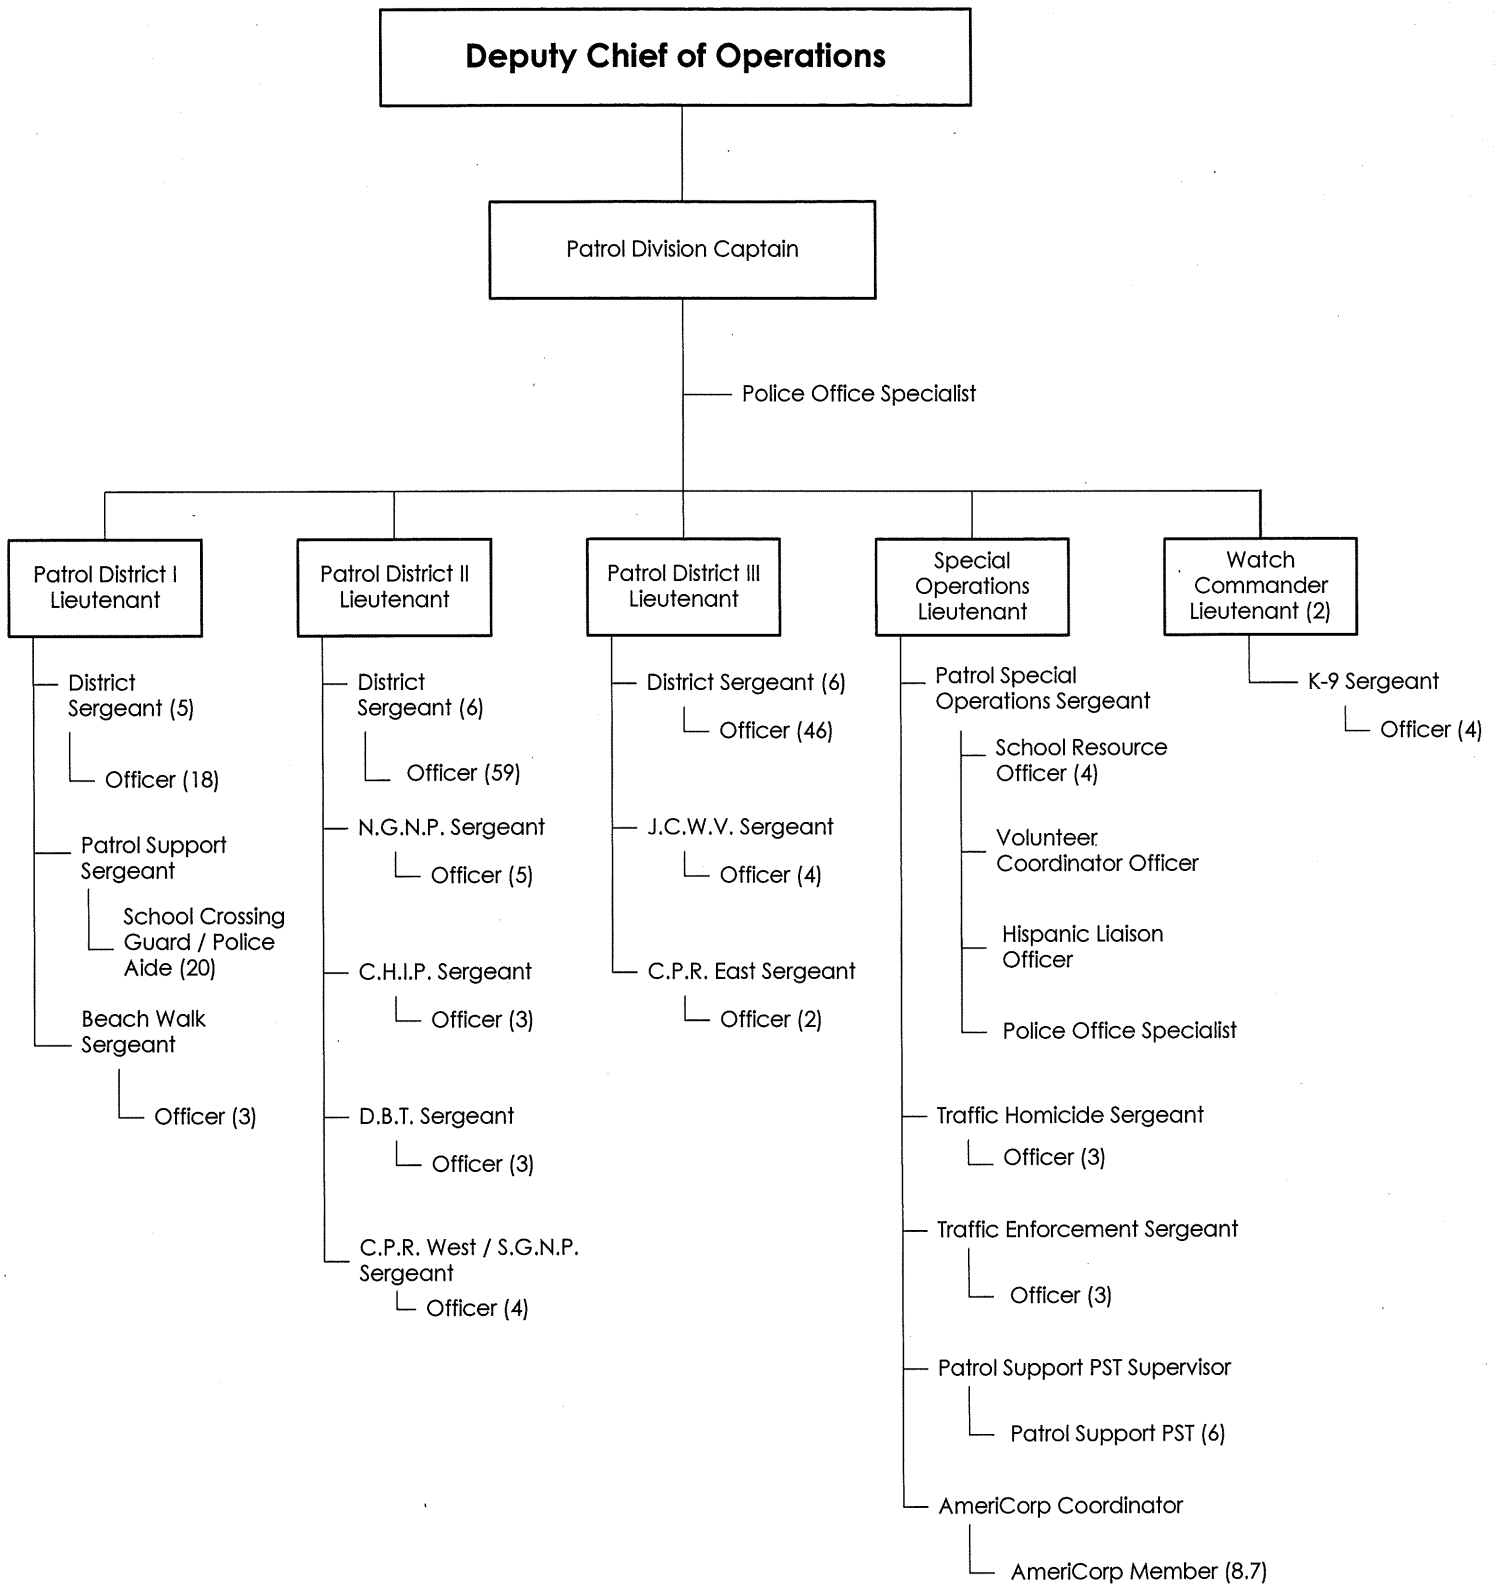 Deputy Chief of Operations
Patrol Division Captain
Police Office Specialist
Patrol District I
Lieutenant
District
Sergeant (5)
Officer (18)
Patrol Support
Sergeant
School Crossing
Guard / Police
Aide (20)
Beach Walk
Sergeant
Officer (3)
Patrol District II
Lieutenant
District
Sergeant (6)
Officer (59)
N.G.N.P. Sergeant
Officer (5)
C.H.I.P. Sergeant
Officer (3)
D.B.T. Sergeant
Officer (3)
C.P.R. West / S.G.N.P.
Sergeant
Officer (4)
Patrol District III
Lieutenant
District Sergeant (6)
Officer (46)
J.C.W.V. Sergeant
Officer (4)
C.P.R. East Sergeant
Officer (2)
Special
Operations
Lieutenant
Patrol Special
Operations Sergeant
School Resource
Officer (4)
Volunteer
Coordinator Officer
Hispanic Liaison
Officer
Police Office Specialist
Traffic Homicide Sergeant
Officer (3)
Traffic Enforcement Sergeant
Officer (3)
Patrol Support PST Supervisor
Patrol Support PST (6)
AmeriCorp Coordinator
AmeriCorp Member (8.7)
Watch
Commander
Lieutenant (2)
K-9 Sergeant
Officer (4)